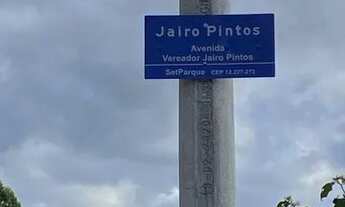 Jairo Pintos
Avenida
Vereador Jairo Pintos
SetParque CEP 13.227-273